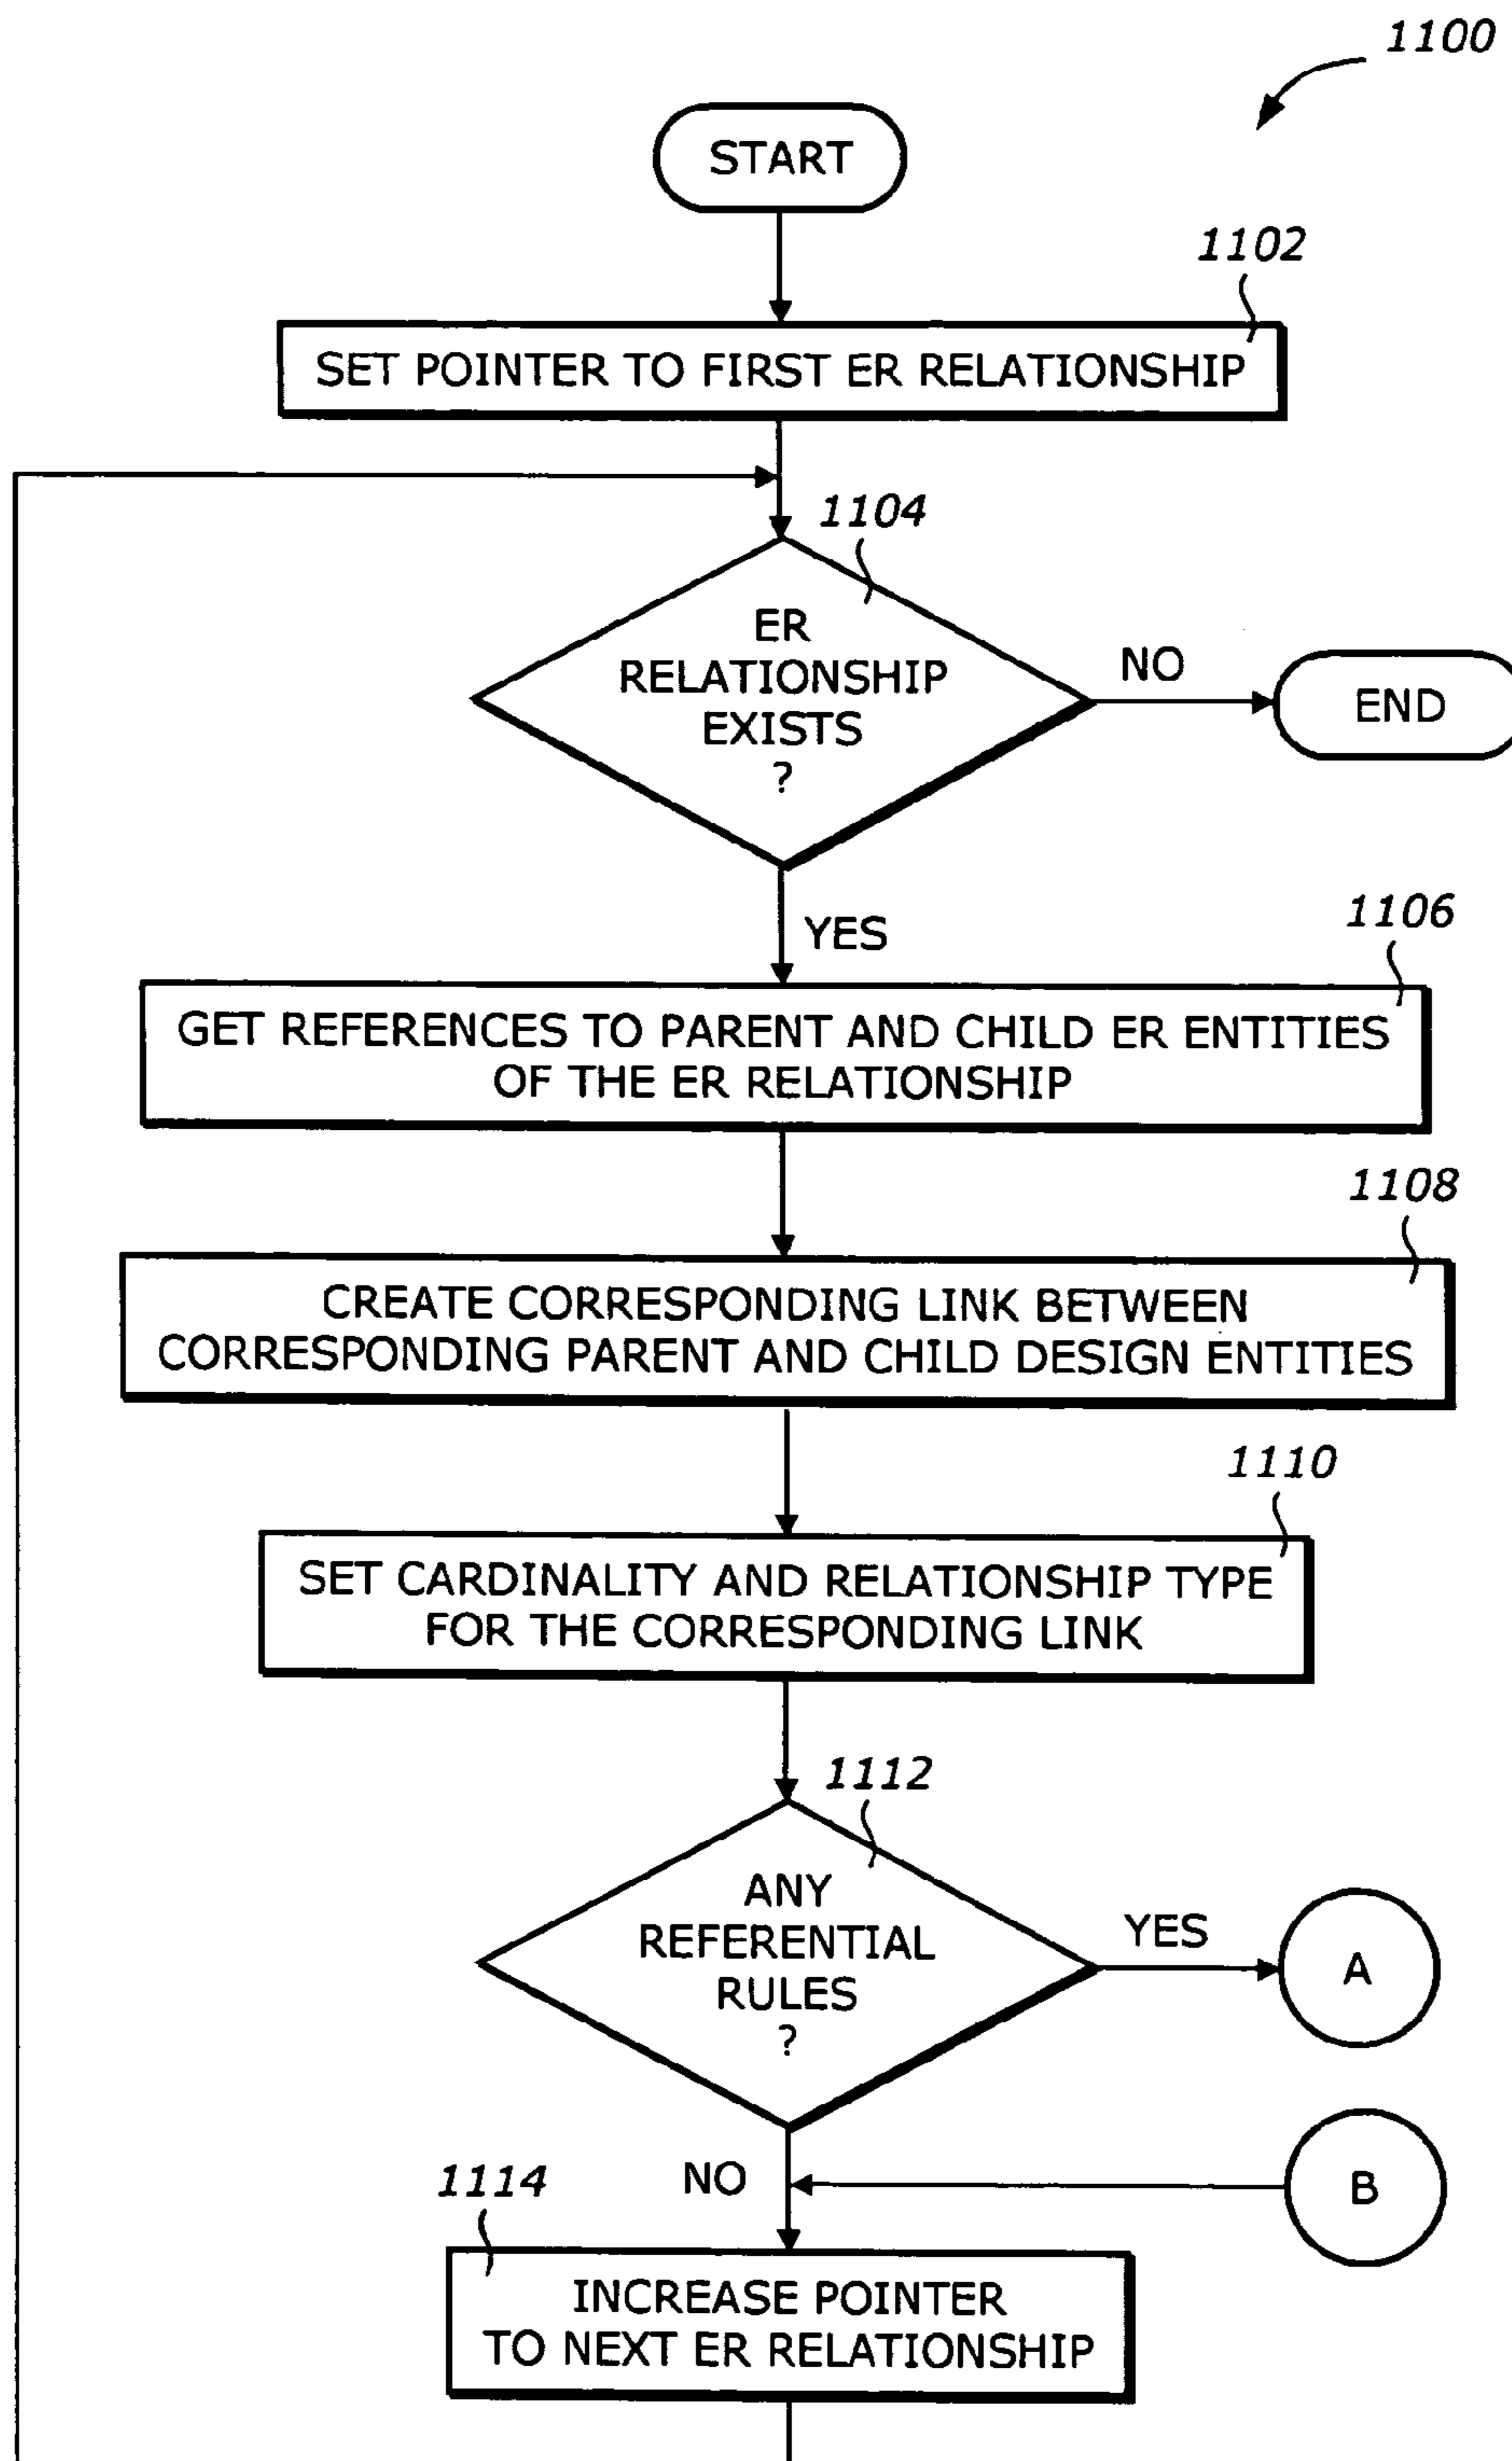 1100
START
1102
SET POINTER TO FIRST ER RELATIONSHIP
1104
ER
RELATIONSHIP
EXISTS
?
NO
END
YES
1106
GET REFERENCES TO PARENT AND CHILD ER ENTITIES
OF THE ER RELATIONSHIP
1108
CREATE CORRESPONDING LINK BETWEEN
CORRESPONDING PARENT AND CHILD DESIGN ENTITIES
1110
SET CARDINALITY AND RELATIONSHIP TYPE
FOR THE CORRESPONDING LINK
1112
ANY
REFERENTIAL
RULES
?
YES
A
NO
B
1114
INCREASE POINTER
TO NEXT ER RELATIONSHIP